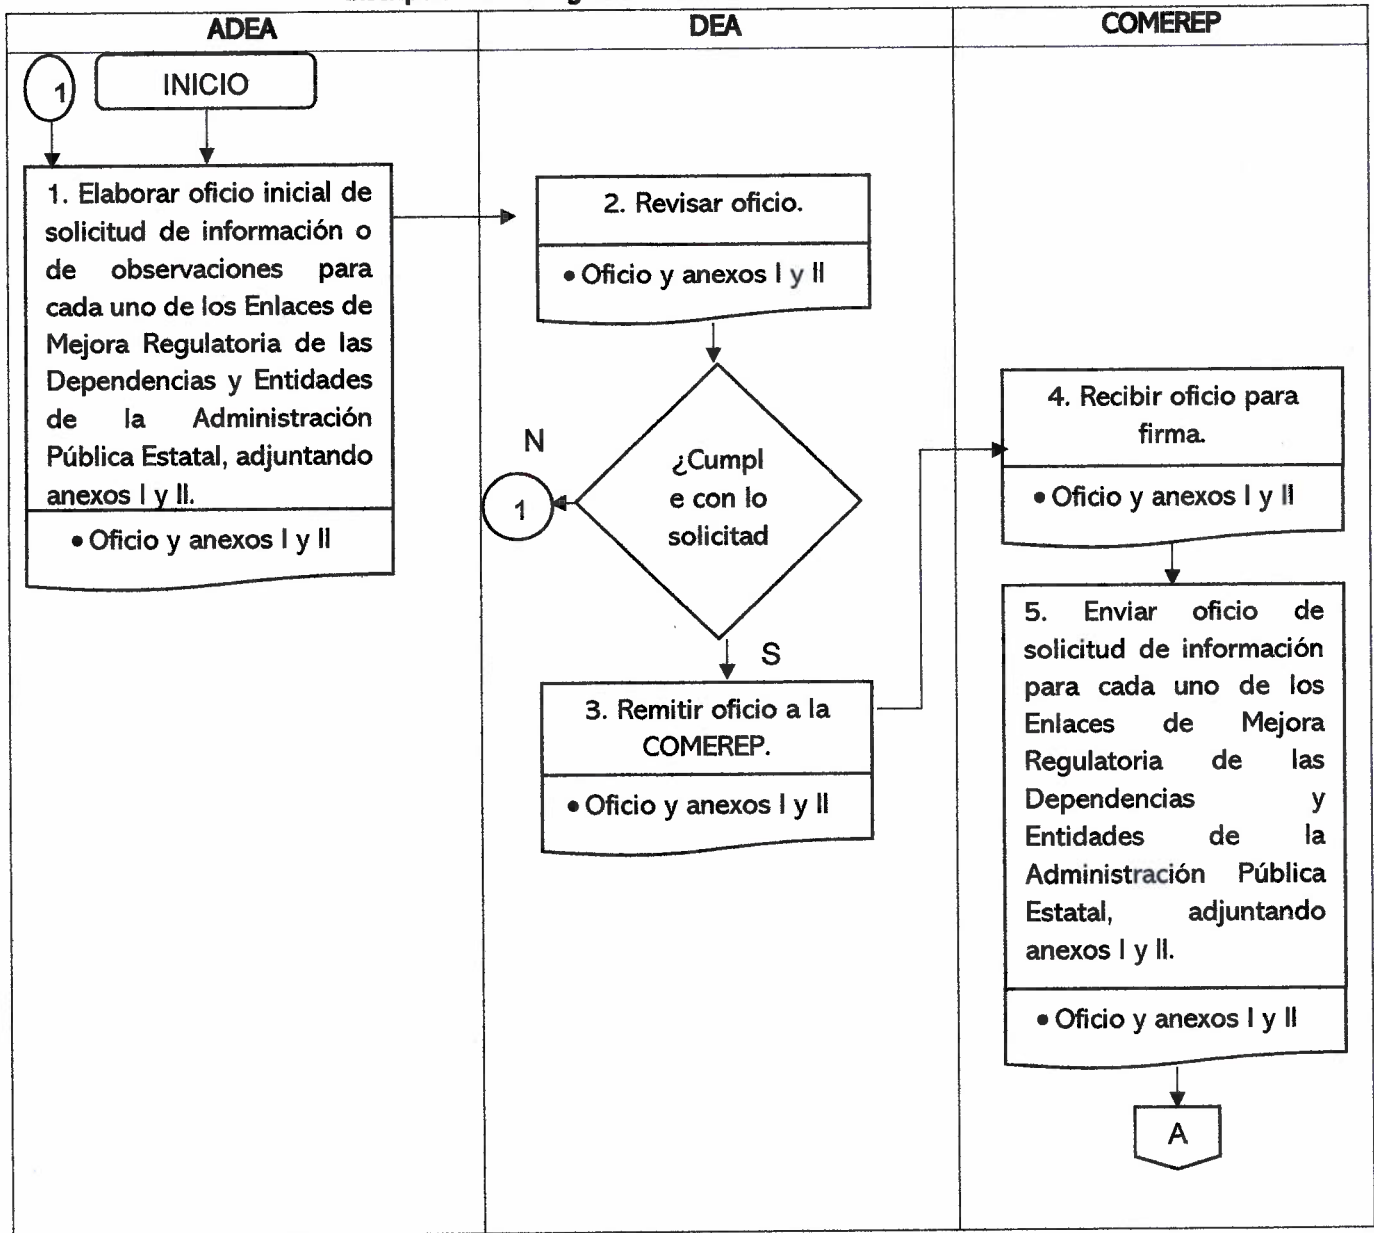 ADEA
DEA
COMEREP
1
INICIO
1. Elaborar oficio inicial de
solicitud de información o
de observaciones para
cada uno de los Enlaces de
Mejora Regulatoria de las
Dependencias y Entidades
de la Administración
Pública Estatal, adjuntando
anexos I y II.
• Oficio y anexos I y II
2. Revisar oficio.
• Oficio y anexos I y II
¿Cumpl
e con lo
solicitad
N
1
S
3. Remitir oficio a la
COMEREP.
• Oficio y anexos I y II
4. Recibir oficio para
firma.
• Oficio y anexos I y II
5. Enviar oficio de
solicitud de información
para cada uno de los
Enlaces de Mejora
Regulatoria de las
Dependencias y
Entidades de la
Administración Pública
Estatal, adjuntando
anexos I y II.
• Oficio y anexos I y II
A